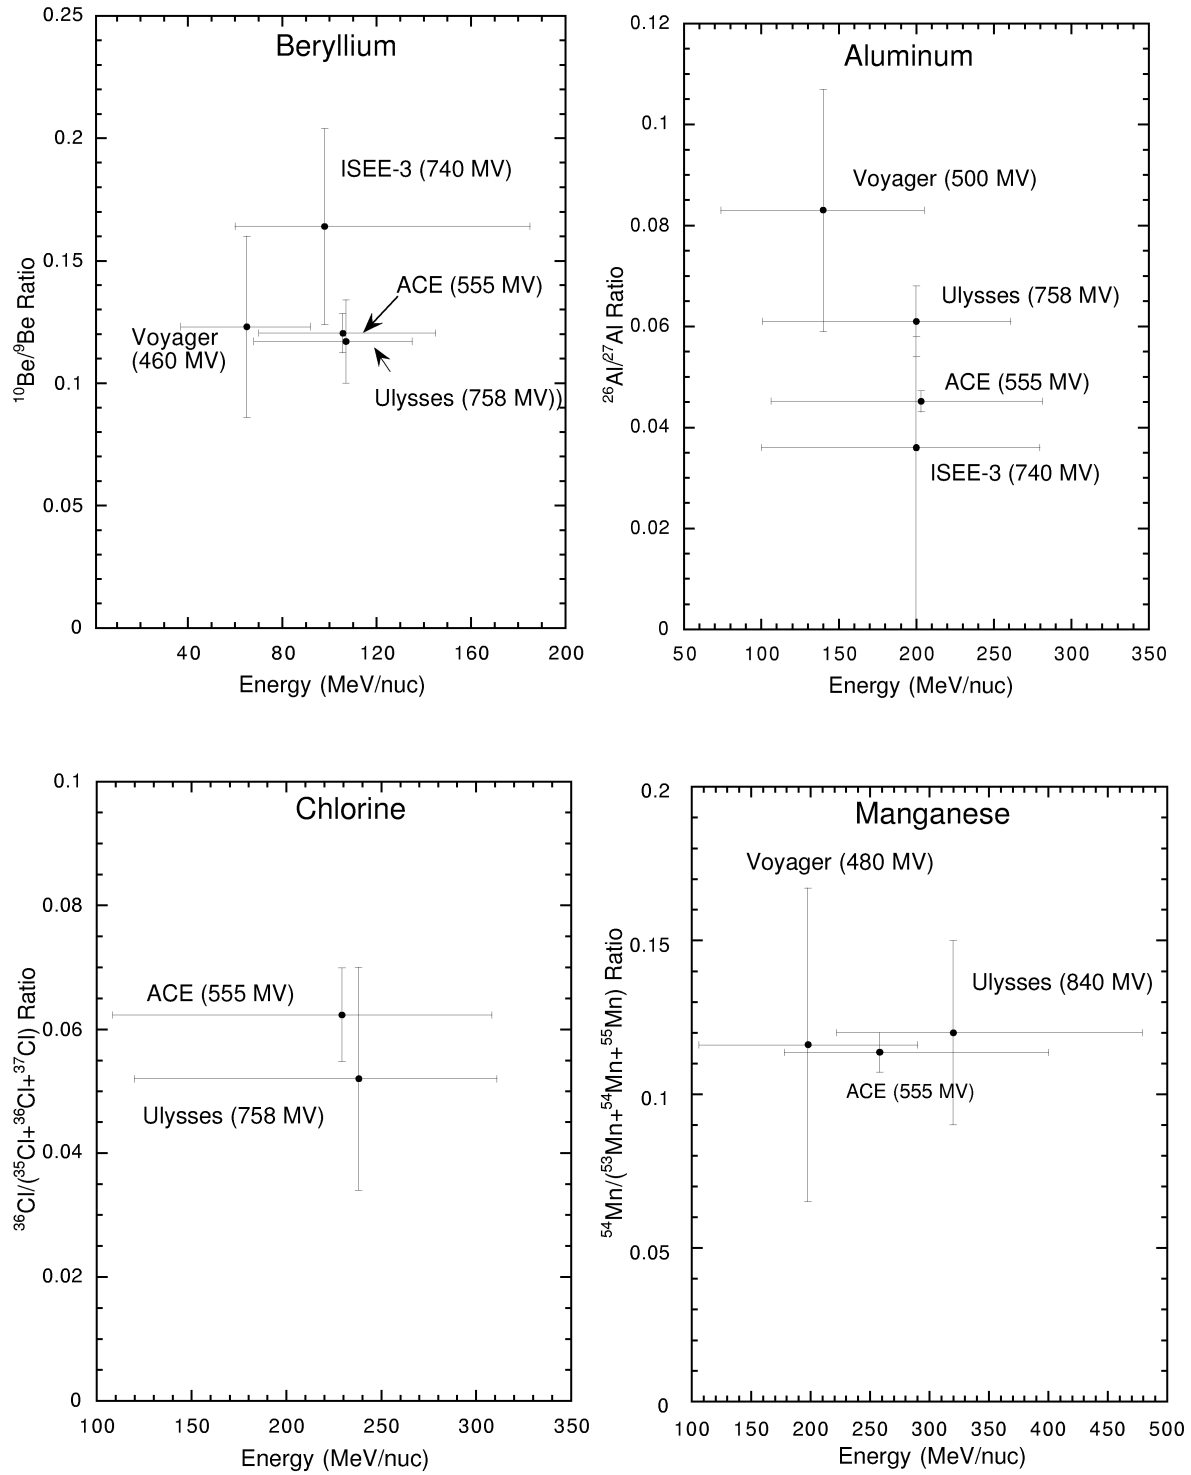 Beryllium
0.25
0.2
0.15
0.1
0.05
0
¹⁰Be/⁹Be Ratio
ISEE-3 (740 MV)
ACE (555 MV)
Voyager
(460 MV)
Ulysses (758 MV))
40 80 120 160 200
Energy (MeV/nuc)
Aluminum
0.12
0.1
0.08
0.06
0.04
0.02
0
²⁶Al/²⁷Al Ratio
Voyager (500 MV)
Ulysses (758 MV)
ACE (555 MV)
ISEE-3 (740 MV)
50 100 150 200 250 300 350
Energy (MeV/nuc)
Chlorine
0.1
0.08
0.06
0.04
0.02
0
³⁶Cl/(³⁵Cl+³⁶Cl+³⁷Cl) Ratio
ACE (555 MV)
Ulysses (758 MV)
100 150 200 250 300 350
Energy (MeV/nuc)
Manganese
0.2
0.15
0.1
0.05
0
⁵⁴Mn/(⁵³Mn+⁵⁴Mn+⁵⁵Mn) Ratio
Voyager (480 MV)
Ulysses (840 MV)
ACE (555 MV)
100 150 200 250 300 350 400 450 500
Energy (MeV/nuc)